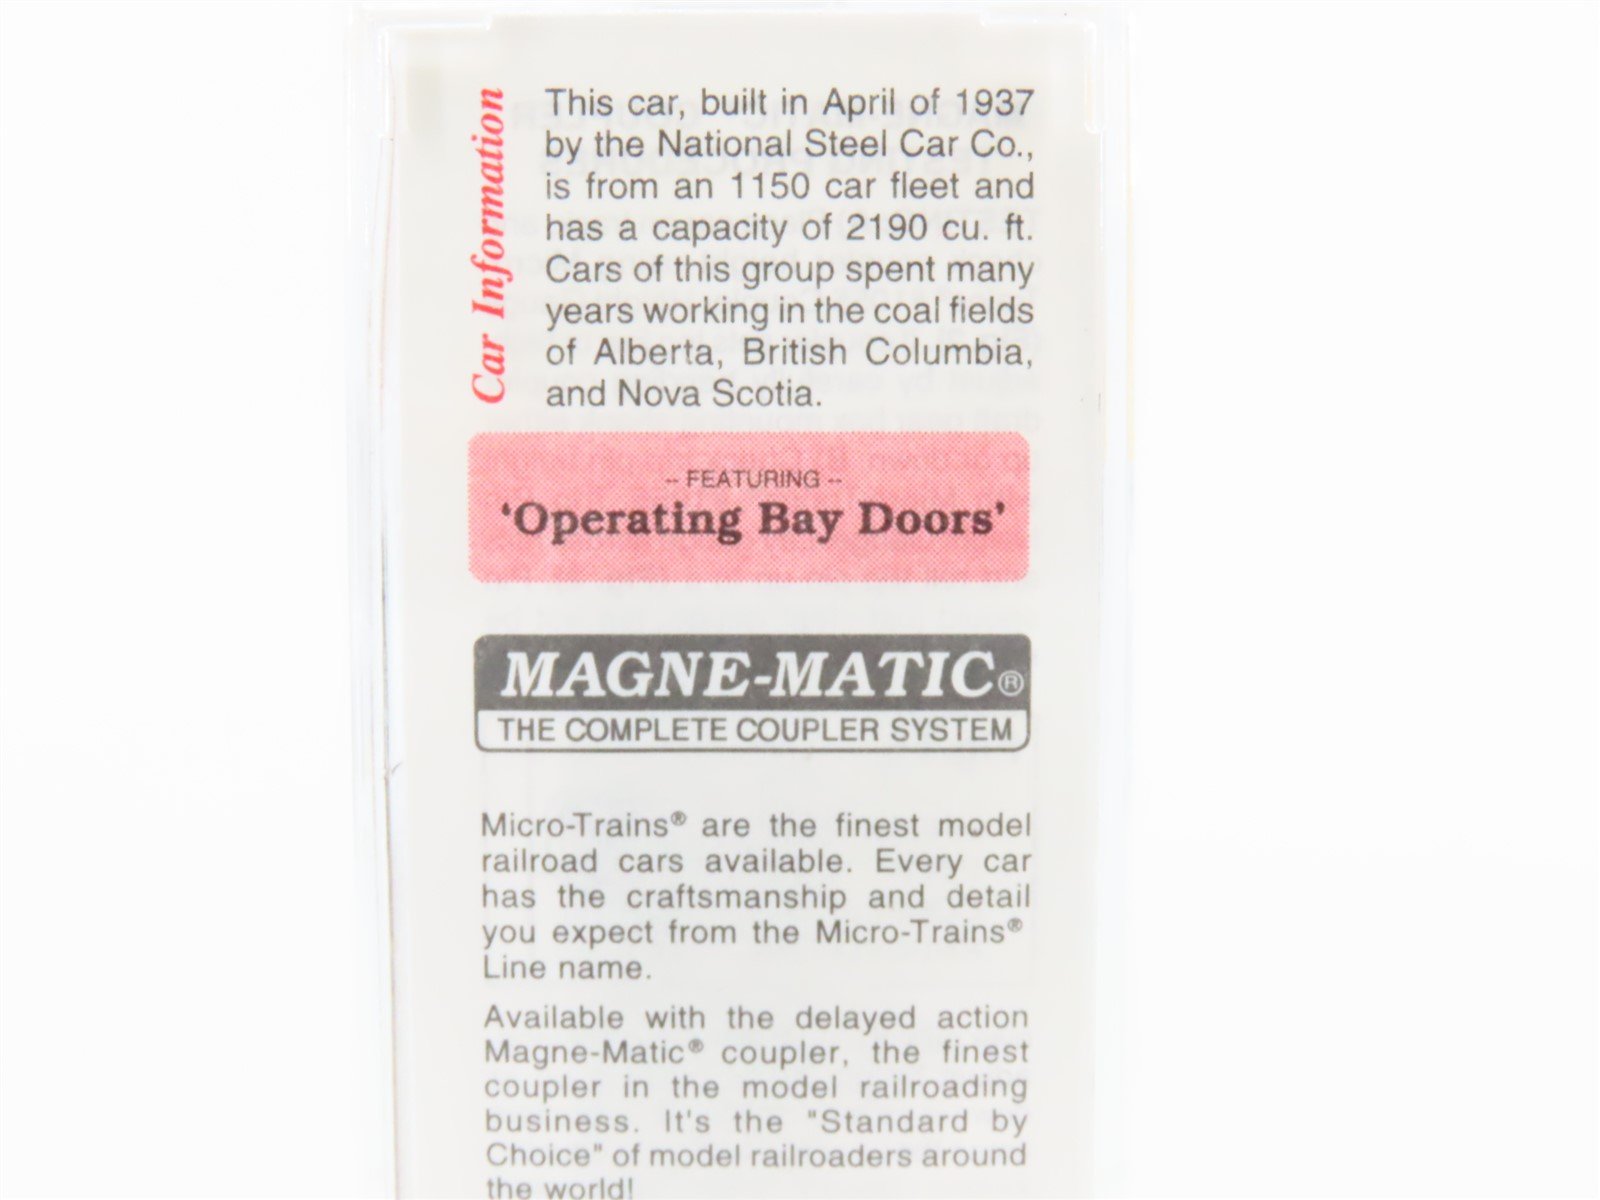 Car Information
This car, built in April of 1937
by the National Steel Car Co.,
is from an 1150 car fleet and
has a capacity of 2190 cu. ft.
Cars of this group spent many
years working in the coal fields
of Alberta, British Columbia,
and Nova Scotia.
-- FEATURING --
'Operating Bay Doors'
MAGNE-MATIC®
THE COMPLETE COUPLER SYSTEM
Micro-Trains® are the finest model
railroad cars available. Every car
has the craftsmanship and detail
you expect from the Micro-Trains®
Line name.
Available with the delayed action
Magne-Matic® coupler, the finest
coupler in the model railroading
business. It's the "Standard by
Choice" of model railroaders around
the world!